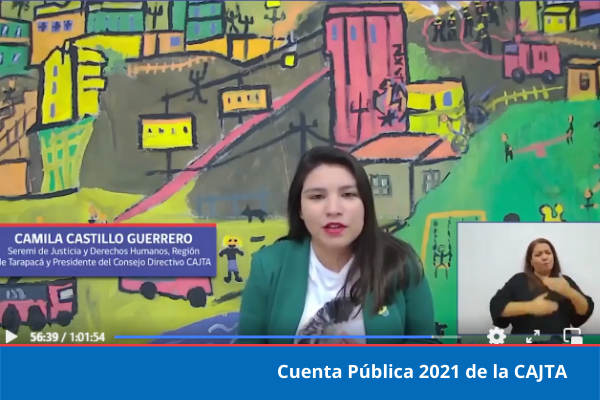 CAMILA CASTILLO GUERRERO
Seremi de Justicia y Derechos Humanos, Región
de Tarapacá y Presidente del Consejo Directivo CAJTA
56:39 / 1:01:54
Cuenta Pública 2021 de la CAJTA